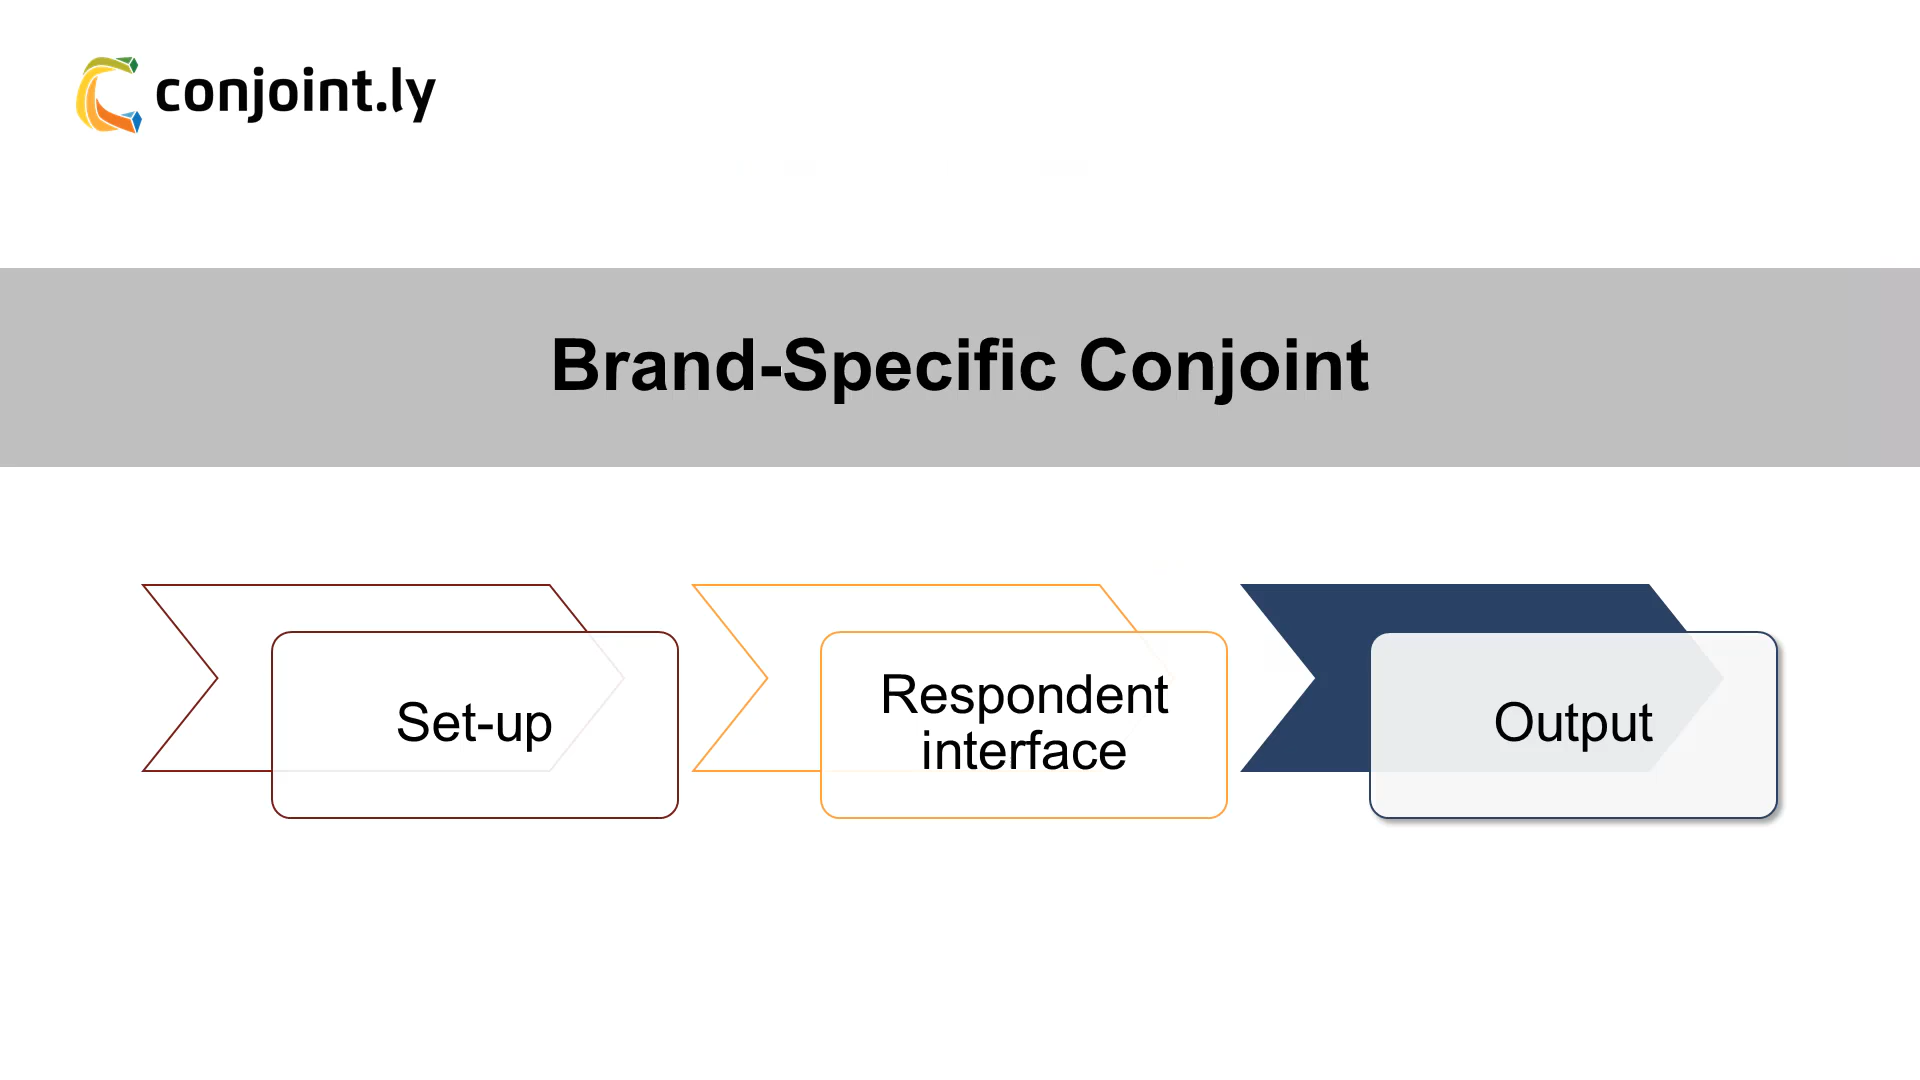 conjoint.ly
Brand-Specific Conjoint
Set-up
Respondent
interface
Output